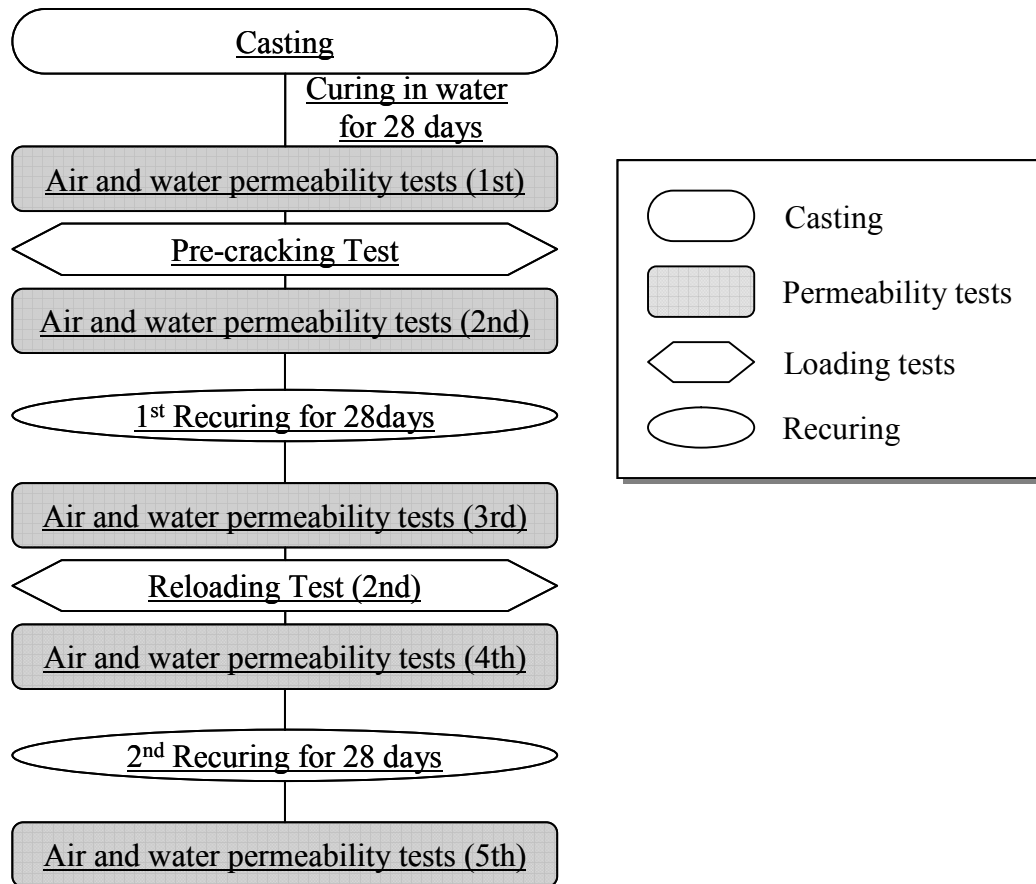 Casting
Curing in water
for 28 days
Air and water permeability tests (1st)
Pre-cracking Test
Air and water permeability tests (2nd)
1st Recuring for 28days
Air and water permeability tests (3rd)
Reloading Test (2nd)
Air and water permeability tests (4th)
2nd Recuring for 28 days
Air and water permeability tests (5th)
Casting
Permeability tests
Loading tests
Recuring